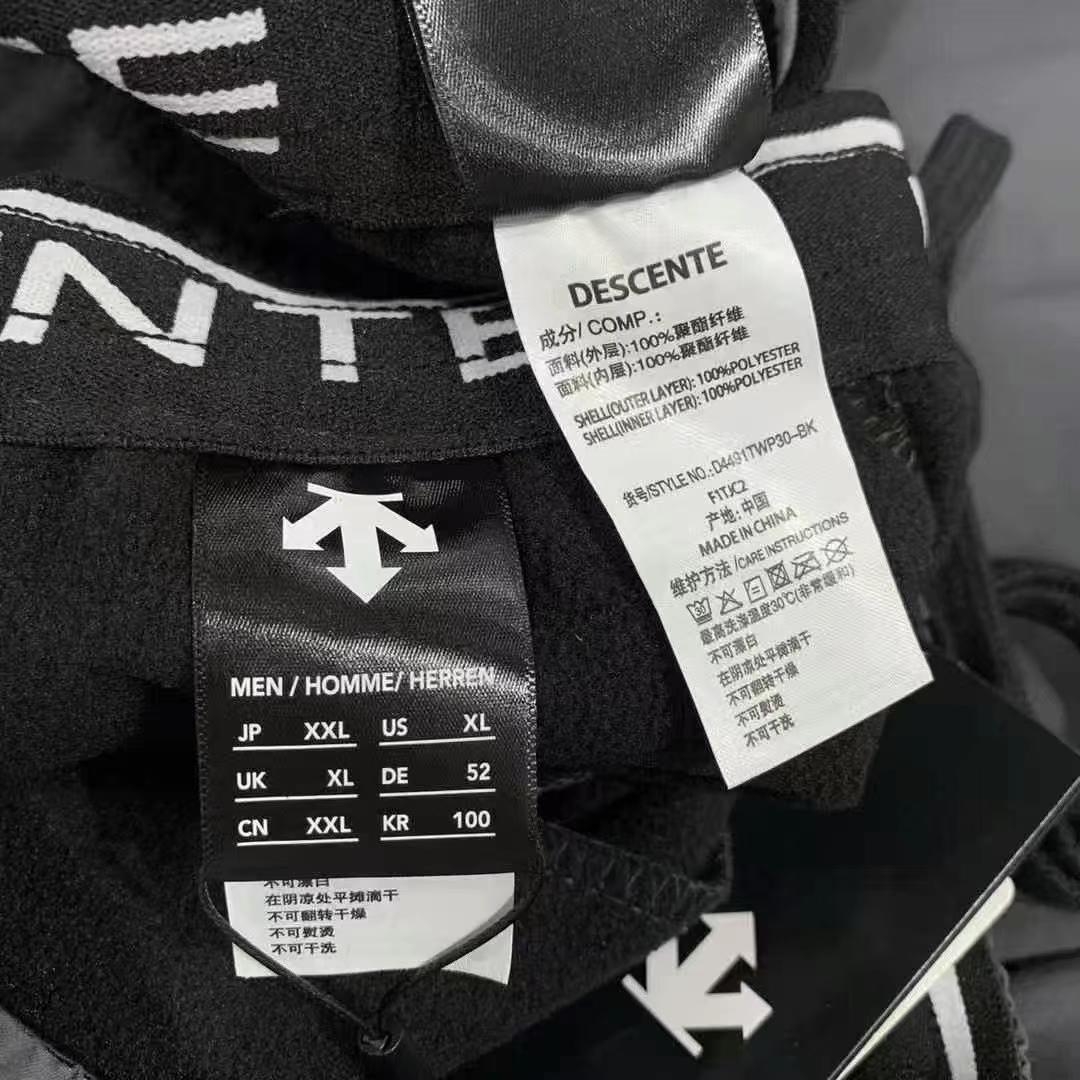 NTE
DESCENTE
成分/ COMP.:
面料(外层):100%聚酯纤维
面料(内层):100%聚酯纤维
SHELL(OUTER LAYER): 100%POLYESTER
SHELL(INNER LAYER): 100%POLYESTER
货号/STYLE NO.:D4491TWP30-BK
F1TJC2
产地: 中国
MADE IN CHINA
维护方法 /CARE INSTRUCTIONS
30
最高洗涤温度30℃(非常缓和)
不可漂白
在阴凉处平摊滴干
不可翻转干燥
不可熨烫
不可干洗
MEN / HOMME/ HERREN
JP XXL US XL
UK XL DE 52
CN XXL KR 100
不可漂白
在阴凉处平摊滴干
不可翻转干燥
不可熨烫
不可干洗